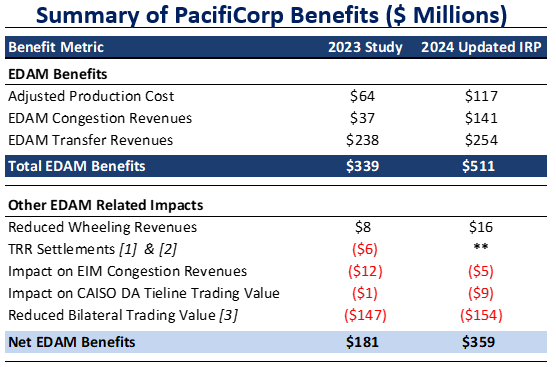 Summary of PacifiCorp Benefits ($ Millions)
Benefit Metric 2023 Study 2024 Updated IRP
EDAM Benefits
Adjusted Production Cost $64 $117
EDAM Congestion Revenues $37 $141
EDAM Transfer Revenues $238 $254
Total EDAM Benefits $339 $511
Other EDAM Related Impacts
Reduced Wheeling Revenues $8 $16
TRR Settlements [1] & [2] ($6) **
Impact on EIM Congestion Revenues ($12) ($5)
Impact on CAISO DA Tieline Trading Value ($1) ($9)
Reduced Bilateral Trading Value [3] ($147) ($154)
Net EDAM Benefits $181 $359